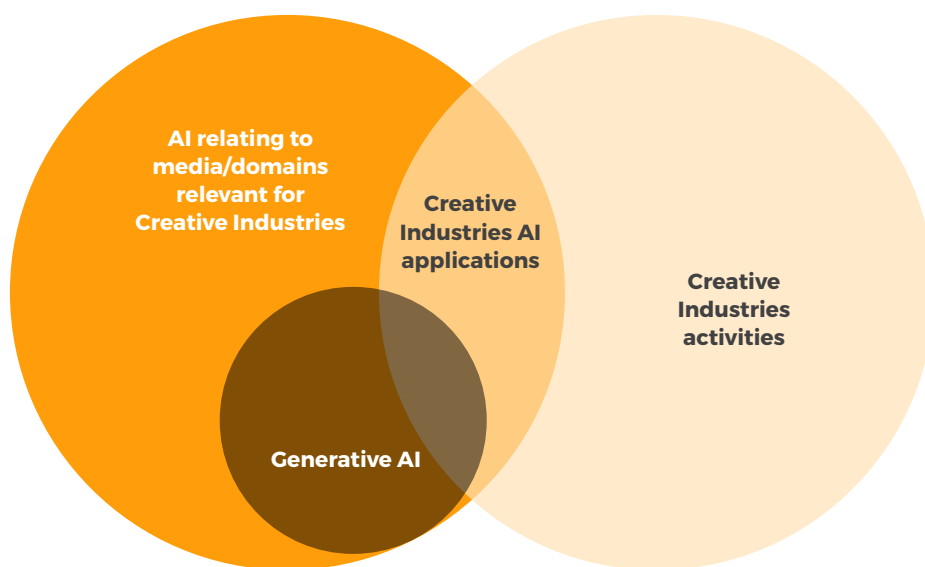 AI relating to
media/domains
relevant for
Creative Industries
Creative
Industries AI
applications
Creative
Industries
activities
Generative AI